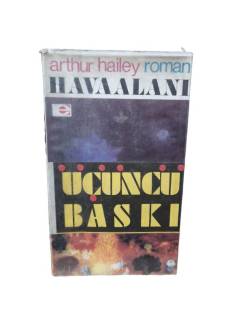 arthur hailey roman
HAVAALANI
ÜÇÜNCÜ
BASKI